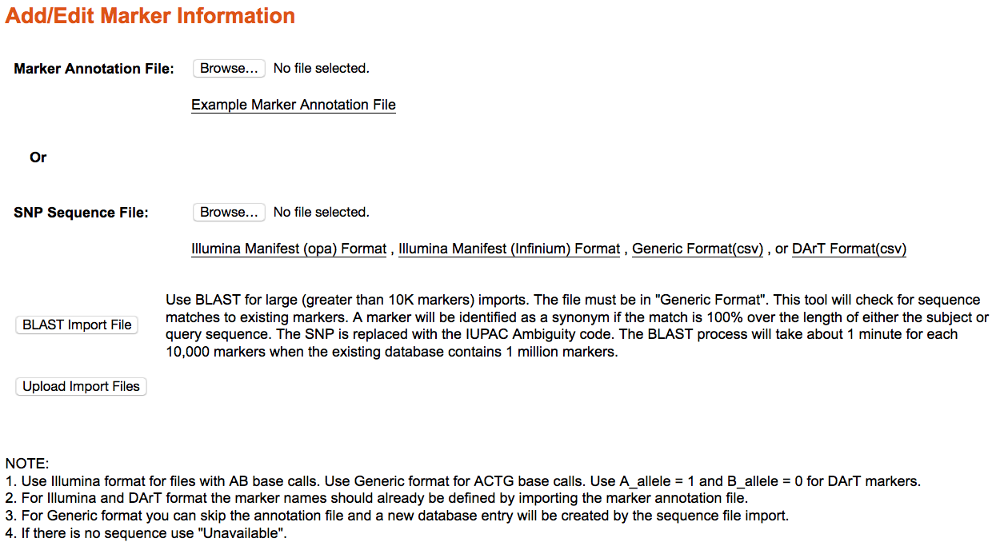 Add/Edit Marker Information
Marker Annotation File: Browse... No file selected.
Example Marker Annotation File
Or
SNP Sequence File: Browse... No file selected.
Illumina Manifest (opa) Format , Illumina Manifest (Infinium) Format , Generic Format(csv) , or DArT Format(csv)
BLAST Import File
Use BLAST for large (greater than 10K markers) imports. The file must be in "Generic Format". This tool will check for sequence
matches to existing markers. A marker will be identified as a synonym if the match is 100% over the length of either the subject or
query sequence. The SNP is replaced with the IUPAC Ambiguity code. The BLAST process will take about 1 minute for each
10,000 markers when the existing database contains 1 million markers.
Upload Import Files
NOTE:
1. Use Illumina format for files with AB base calls. Use Generic format for ACTG base calls. Use A_allele = 1 and B_allele = 0 for DArT markers.
2. For Illumina and DArT format the marker names should already be defined by importing the marker annotation file.
3. For Generic format you can skip the annotation file and a new database entry will be created by the sequence file import.
4. If there is no sequence use "Unavailable".